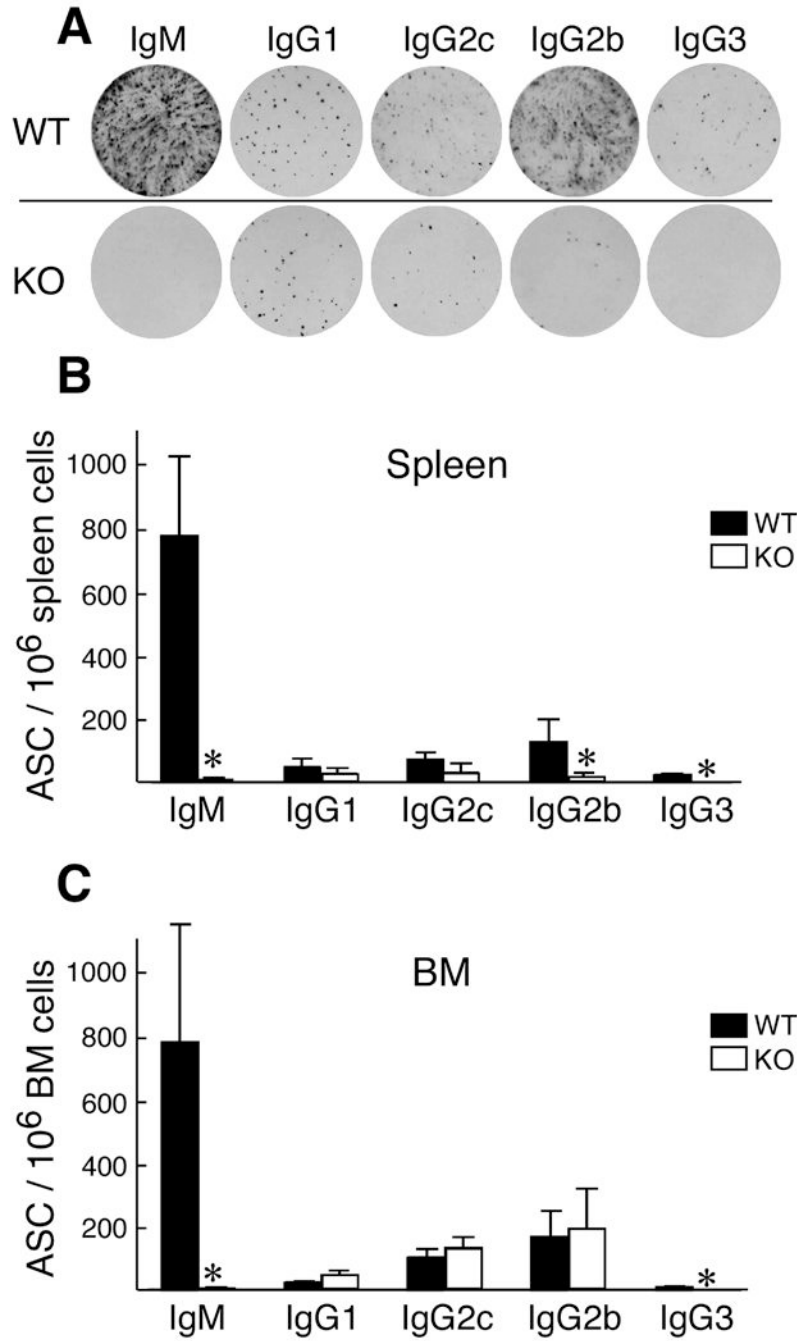 A
IgM IgG1 IgG2c IgG2b IgG3
WT
KO
B
Spleen
ASC / 10⁶ spleen cells
1000
800
600
400
200
WT
KO
*
*
*
IgM IgG1 IgG2c IgG2b IgG3
C
BM
ASC / 10⁶ BM cells
1000
800
600
400
200
WT
KO
*
*
IgM IgG1 IgG2c IgG2b IgG3